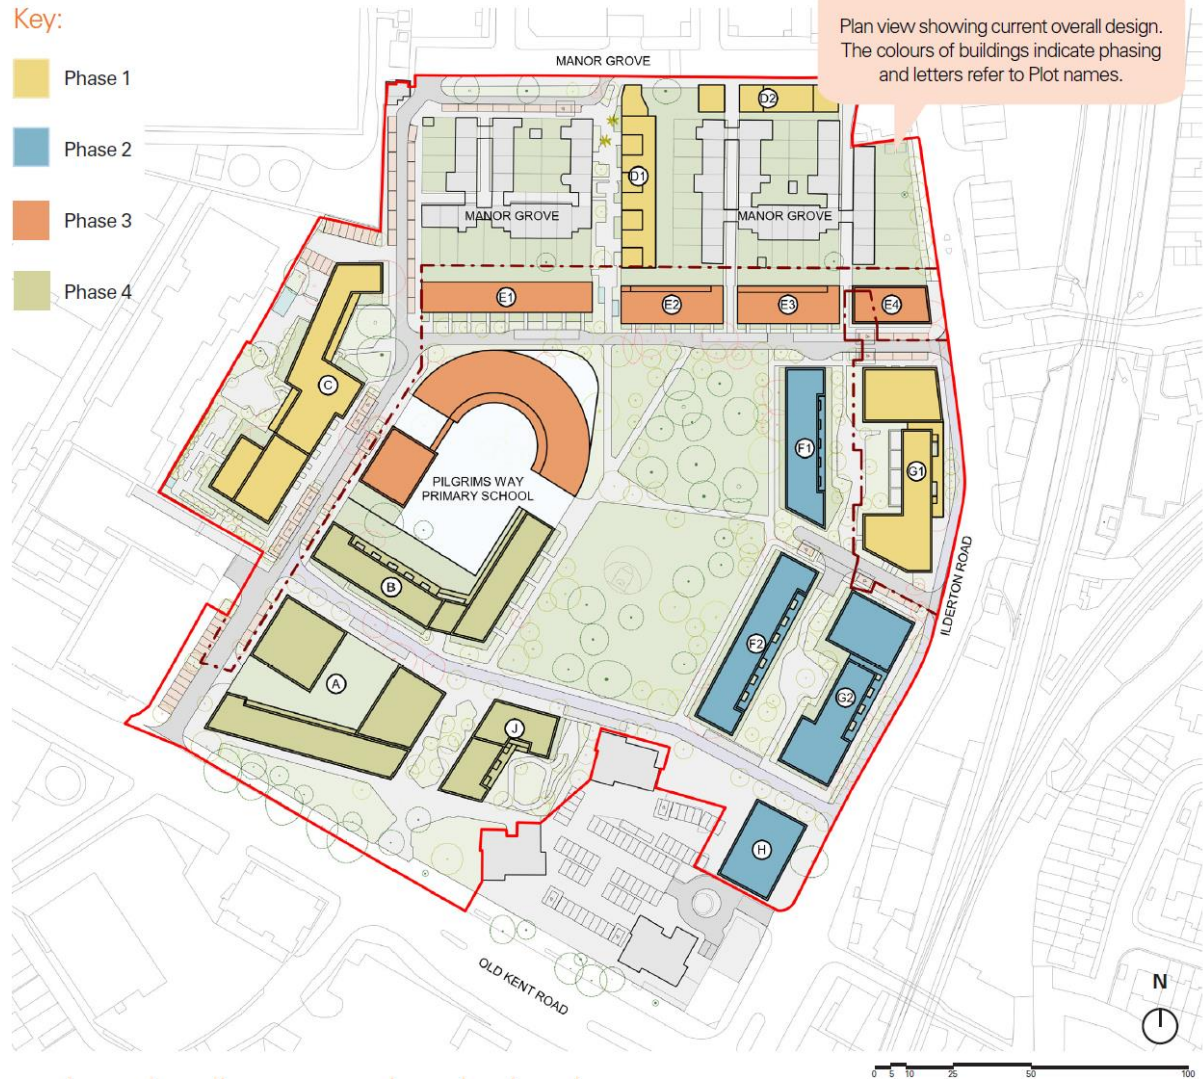 Key:
Phase 1
Phase 2
Phase 3
Phase 4
Plan view showing current overall design.
The colours of buildings indicate phasing
and letters refer to Plot names.
MANOR GROVE
D2
D1
MANOR GROVE
MANOR GROVE
E1
E2
E3
E4
C
F1
G1
PILGRIMS WAY
PRIMARY SCHOOL
B
ILDERTON ROAD
F2
A
G2
J
H
OLD KENT ROAD
N
0 5 10 25 50 100